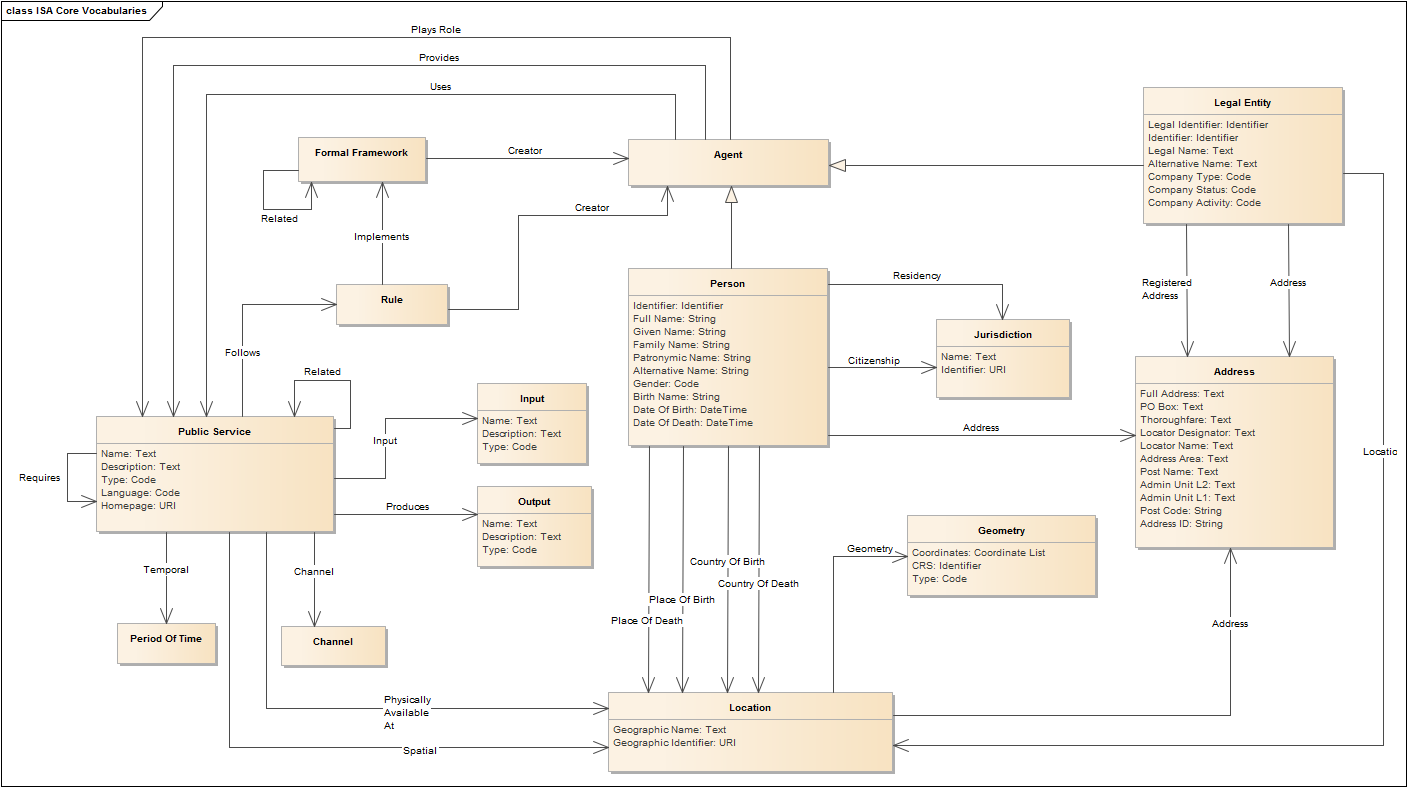 class ISA Core Vocabularies
Plays Role
Provides
Uses
Legal Entity
Legal Identifier: Identifier
Identifier: Identifier
Legal Name: Text
Alternative Name: Text
Company Type: Code
Company Status: Code
Company Activity: Code
Formal Framework
Creator
Agent
Related
Creator
Implements
Person
Identifier: Identifier
Full Name: String
Given Name: String
Family Name: String
Patronymic Name: String
Alternative Name: String
Gender: Code
Birth Name: String
Date Of Birth: DateTime
Date Of Death: DateTime
Residency
Registered
Address
Address
Rule
Jurisdiction
Name: Text
Identifier: URI
Follows
Citizenship
Related
Address
Full Address: Text
PO Box: Text
Thoroughfare: Text
Locator Designator: Text
Locator Name: Text
Address Area: Text
Post Name: Text
Admin Unit L2: Text
Admin Unit L1: Text
Post Code: String
Address ID: String
Input
Name: Text
Description: Text
Type: Code
Public Service
Name: Text
Description: Text
Type: Code
Language: Code
Homepage: URI
Input
Address
Locatio
Requires
Output
Name: Text
Description: Text
Type: Code
Produces
Geometry
Coordinates: Coordinate List
CRS: Identifier
Type: Code
Geometry
Temporal
Channel
Country Of Birth
Country Of Death
Place Of Birth
Place Of Death
Address
Period Of Time
Channel
Physically
Available
At
Location
Geographic Name: Text
Geographic Identifier: URI
Spatial